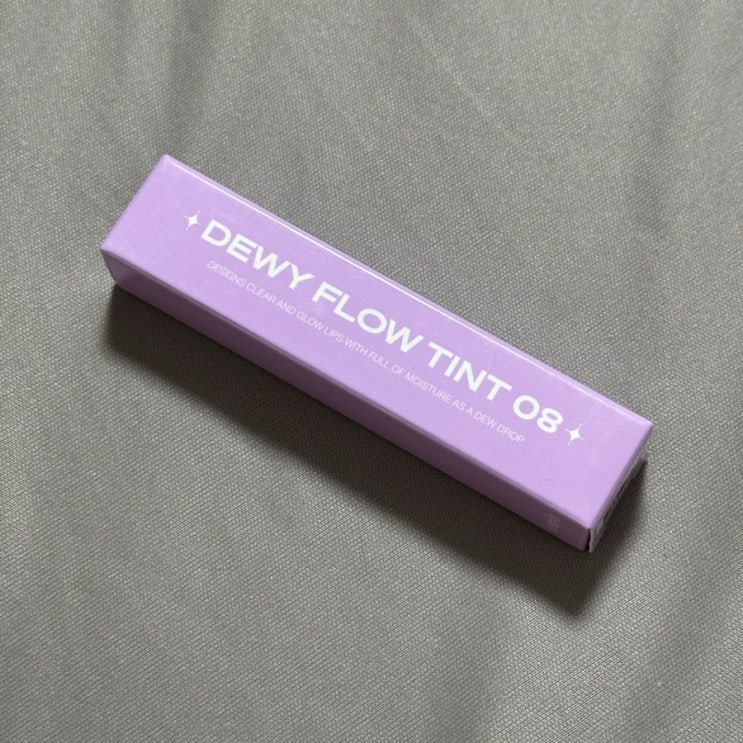 DEWY FLOW TINT 08
DESIGNS CLEAR AND GLOW LIPS WITH FULL OF MOISTURE AS A DEW DROP